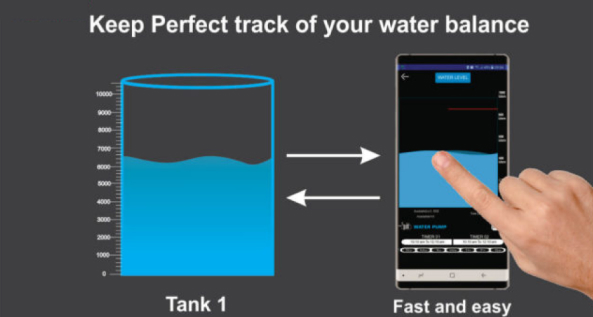 Keep Perfect track of your water balance
10000
9000
8000
7000
6000
5000
4000
3000
2000
1000
0
WATER LEVEL
WATER PUMP
TIMER 01 TIMER 02
Tank 1
Fast and easy